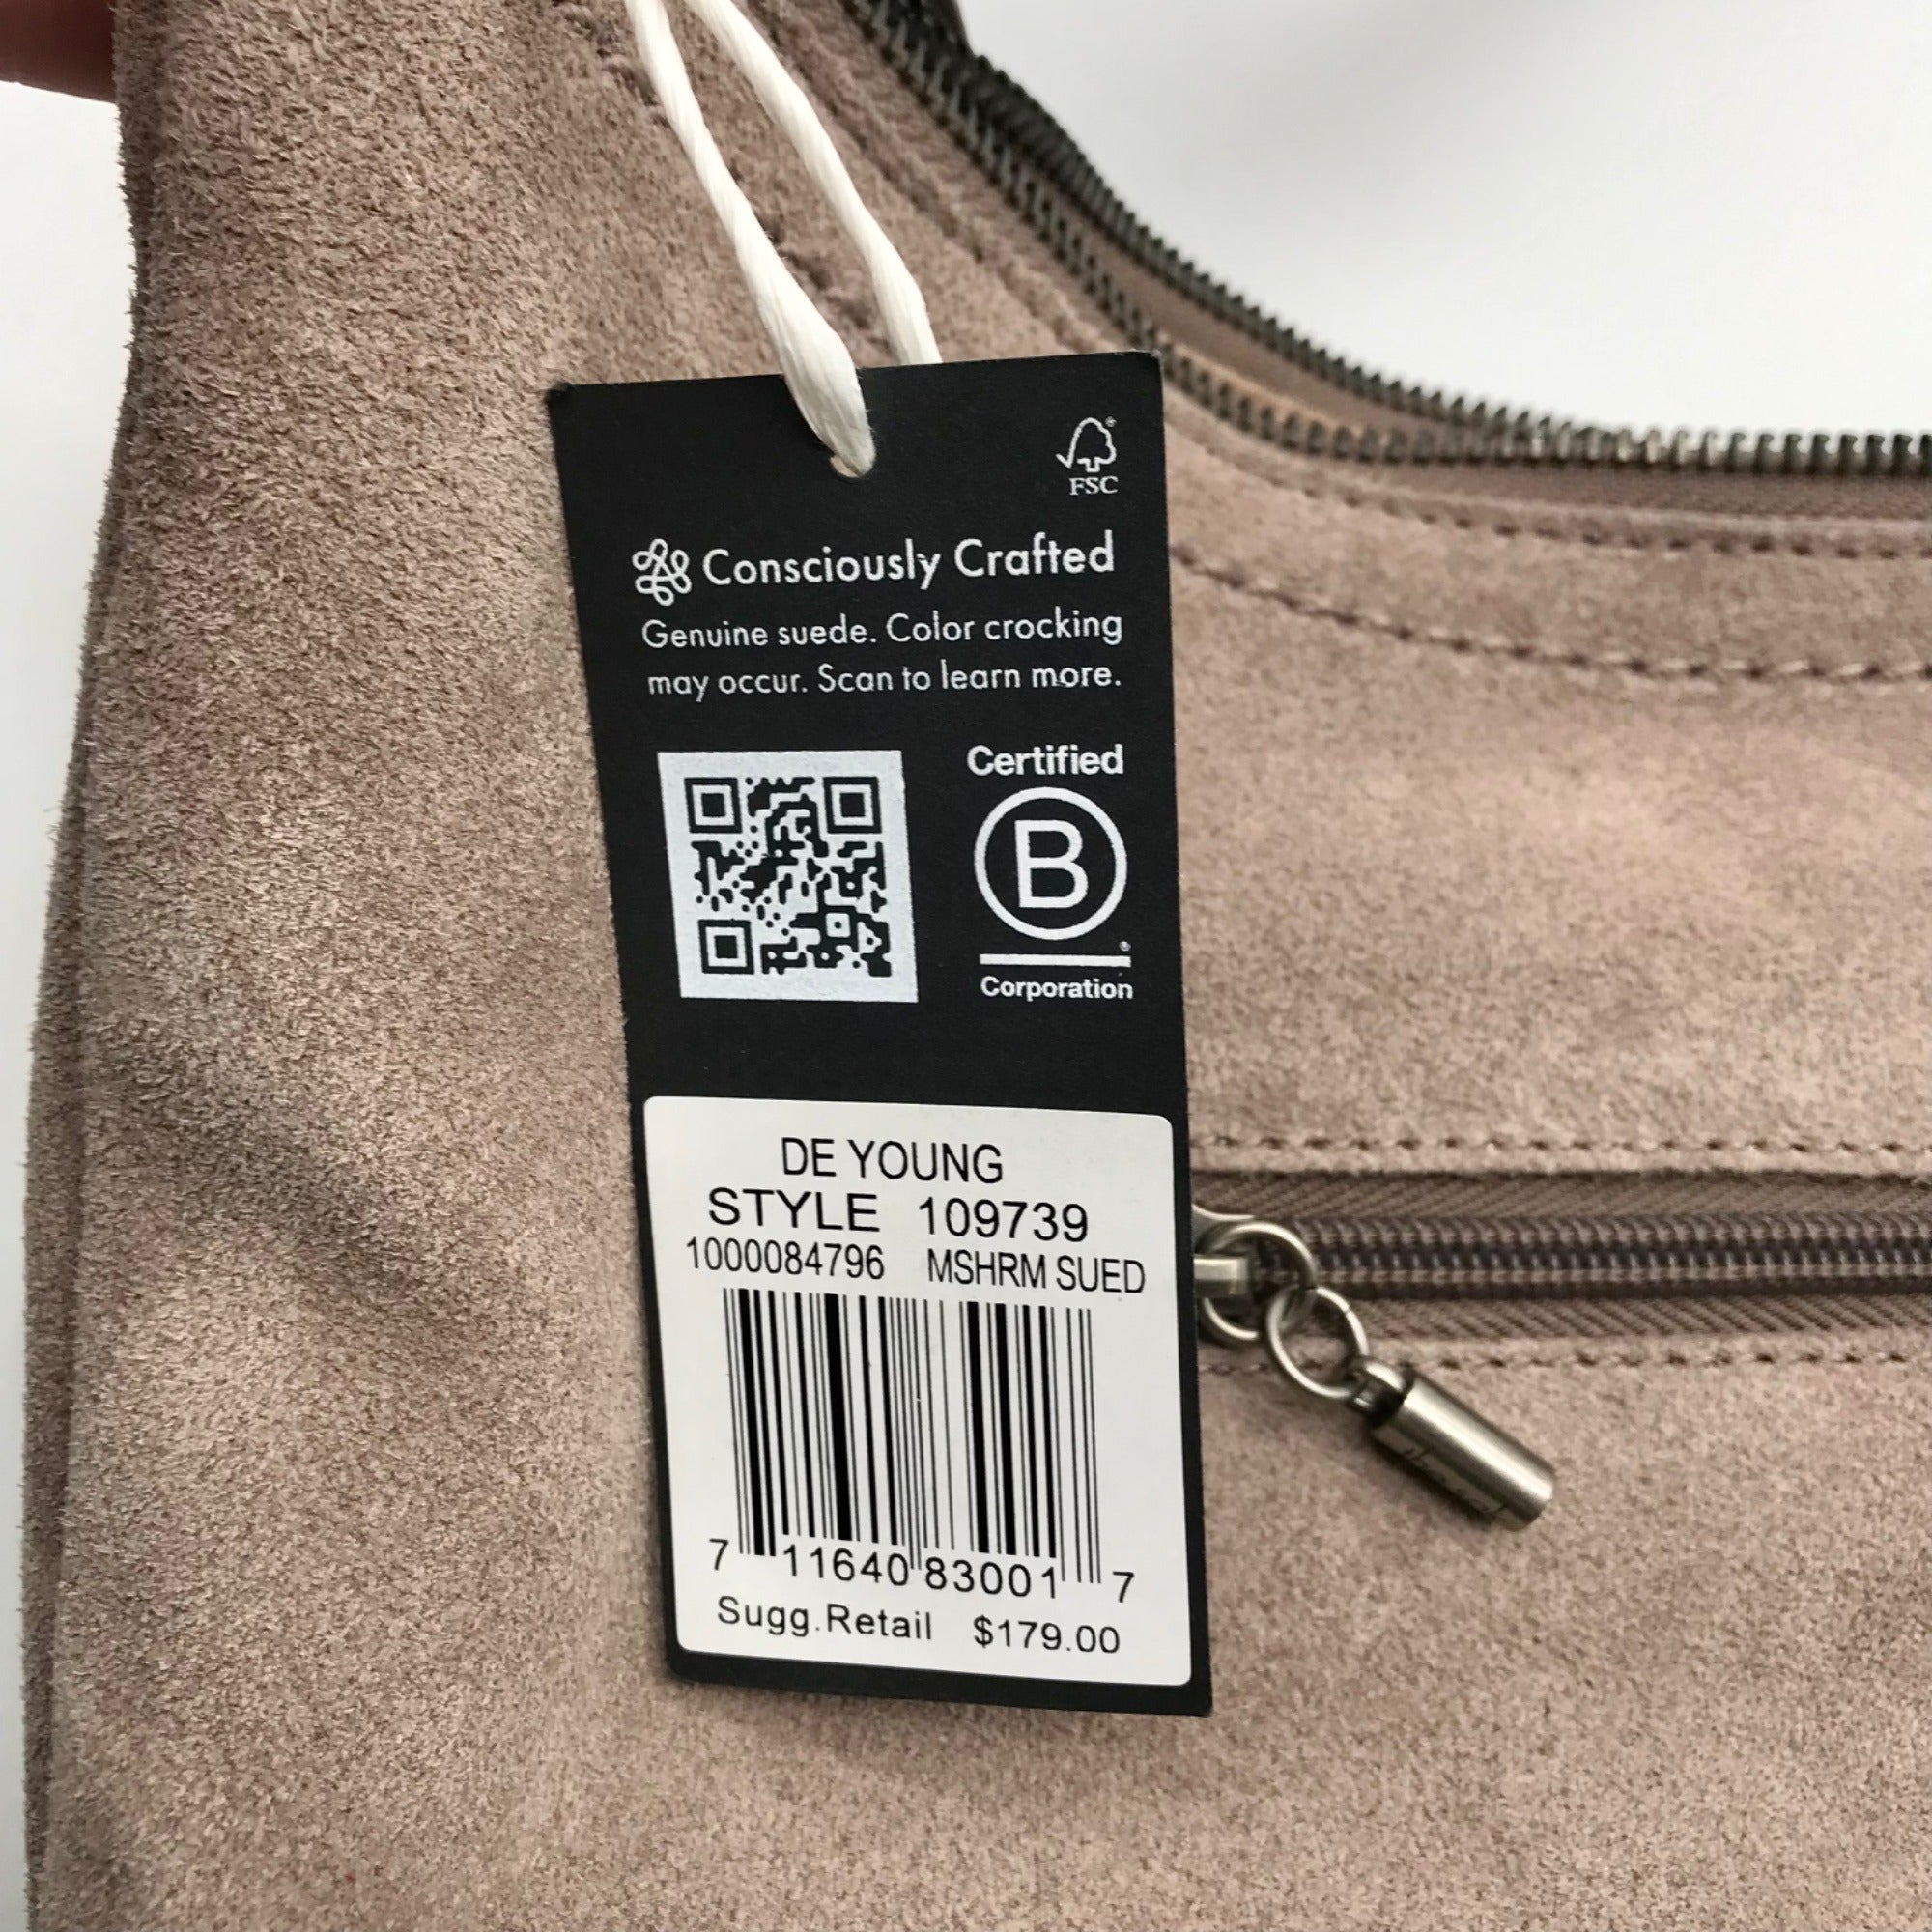 FSC
Consciously Crafted
Genuine suede. Color crocking
may occur. Scan to learn more.
Certified
B
Corporation
DE YOUNG
STYLE 109739
1000084796 MSHRM SUED
7 11640 83001 7
Sugg.Retail $179.00